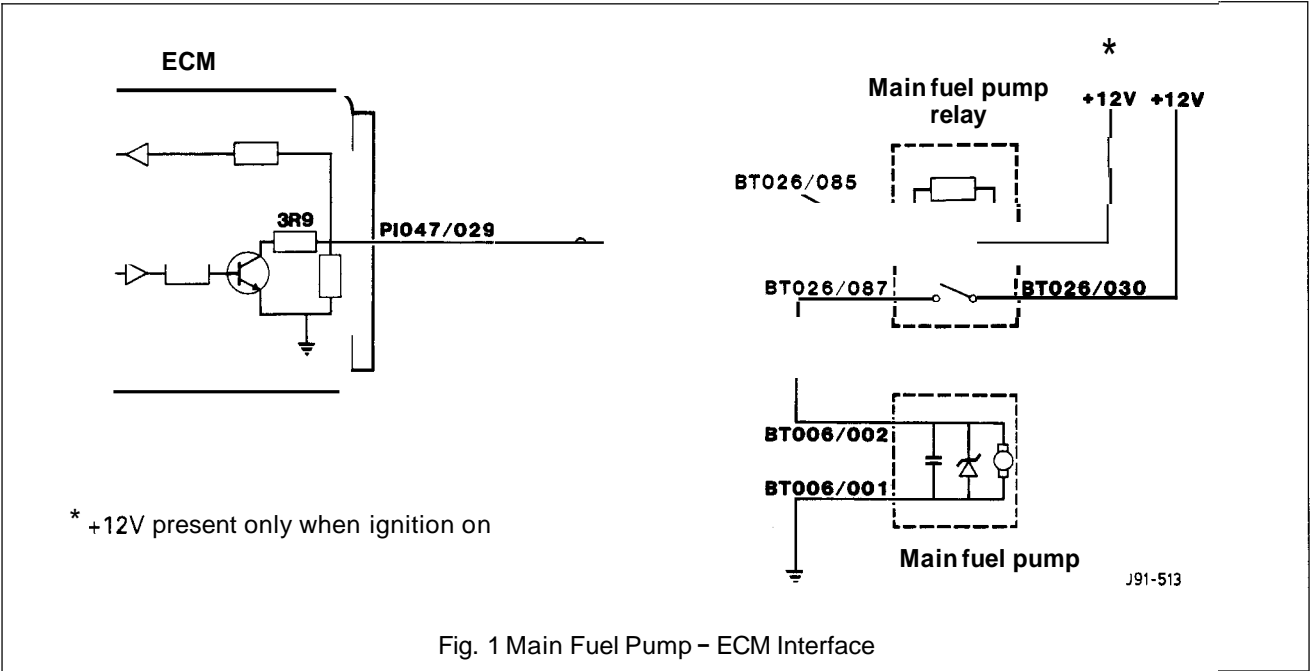 ECM
*
Main fuel pump
relay
+12V +12V
BT026/085
3R9
PI047/029
BT026/087
BT026/030
BT006/002
BT006/001
* +12V present only when ignition on
Main fuel pump
J91-513
Fig. 1 Main Fuel Pump – ECM Interface